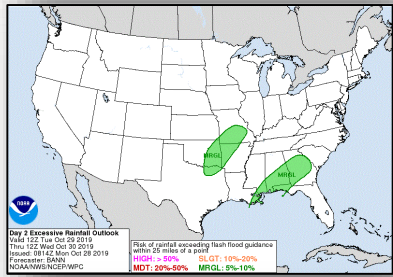 MRGL
MRGL
NOAA
Day 2 Excessive Rainfall Outlook
Valid 12Z Tue Oct 29 2019
Thru 12Z Wed Oct 30 2019
Issued: 0814Z Mon Oct 28 2019
Forecaster: BANN
NOAA/NWS/NCEP/WPC
Risk of rainfall exceeding flash flood guidance
within 25 miles of a point
HIGH: > 50% SLGT: 10%-20%
MDT: 20%-50% MRGL: 5%-10%